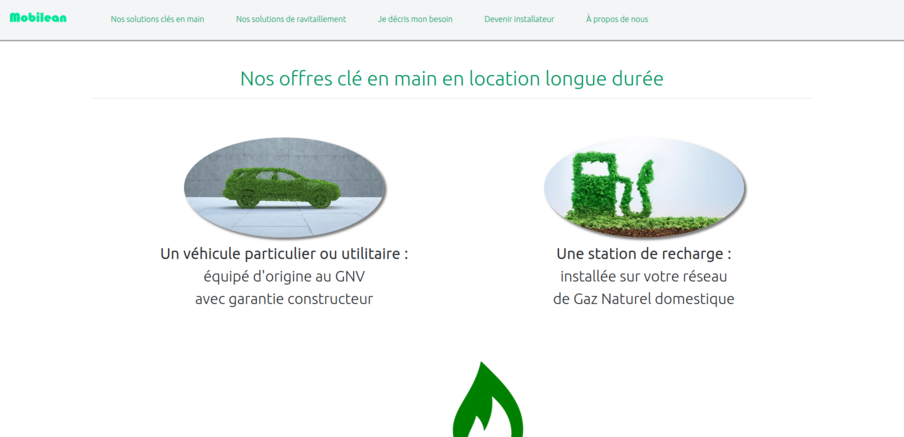 Mobilean
Nos solutions clés en main
Nos solutions de ravitaillement
Je décris mon besoin
Devenir installateur
À propos de nous
Nos offres clé en main en location longue durée
Un véhicule particulier ou utilitaire :
équipé d'origine au GNV
avec garantie constructeur
Une station de recharge :
installée sur votre réseau
de Gaz Naturel domestique